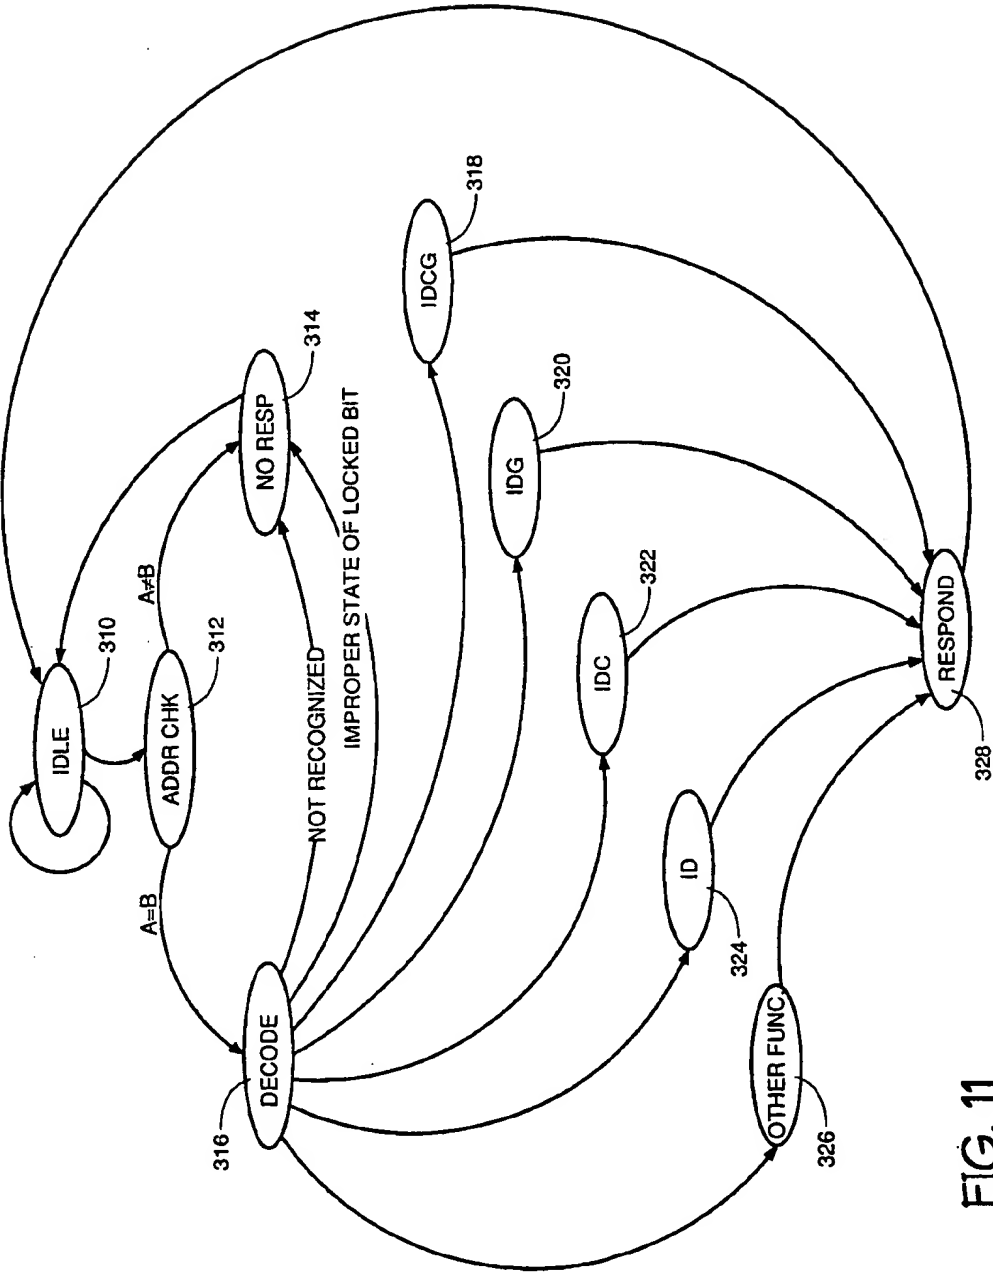 IDLE
310
ADDR CHK
312
A=B
A≠B
NO RESP
314
DECODE
316
NOT RECOGNIZED
IMPROPER STATE OF LOCKED BIT
IDCG
318
IDG
320
IDC
322
ID
324
OTHER FUNC.
326
RESPOND
328
FIG. 11